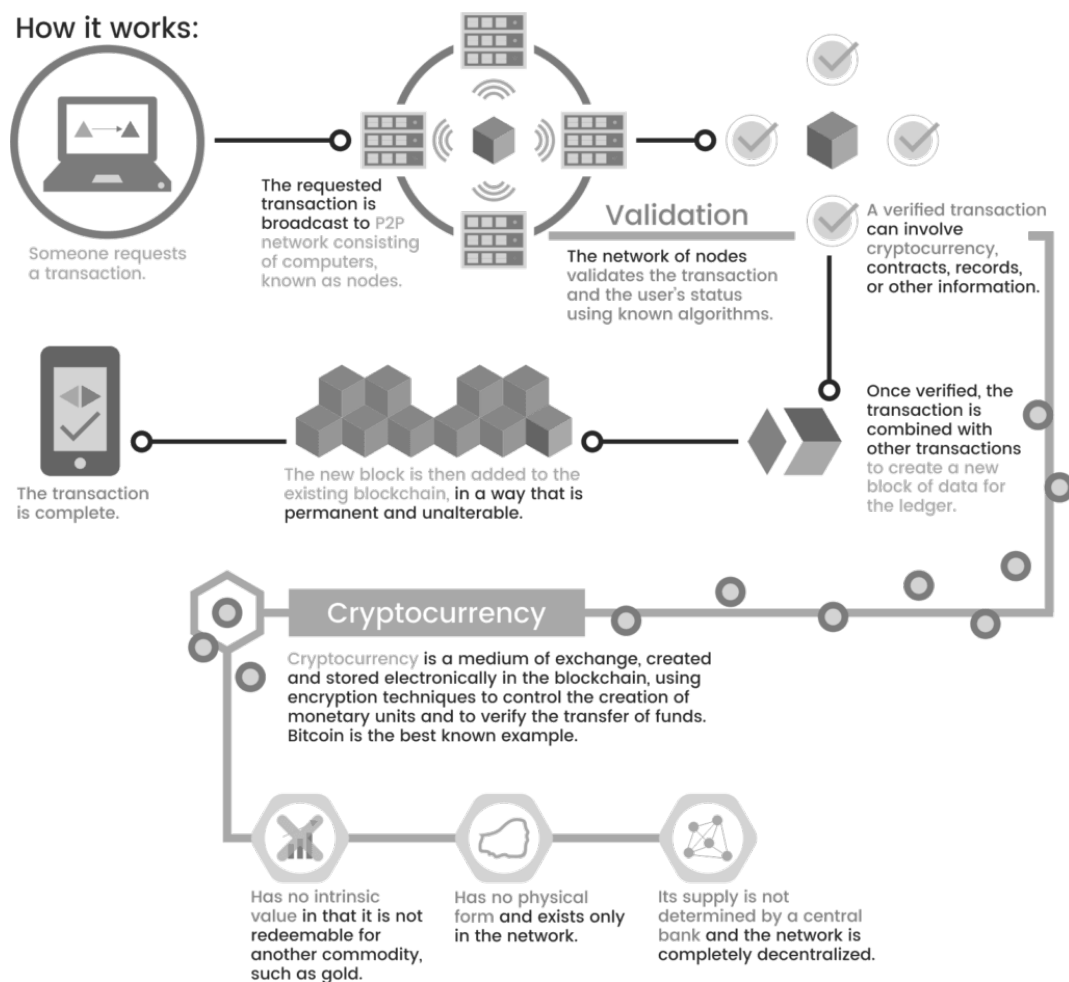 How it works:
Someone requests
a transaction.
The requested
transaction is
broadcast to P2P
network consisting
of computers,
known as nodes.
Validation
The network of nodes
validates the transaction
and the user's status
using known algorithms.
A verified transaction
can involve
cryptocurrency,
contracts, records,
or other information.
Once verified, the
transaction is
combined with
other transactions
to create a new
block of data for
the ledger.
The new block is then added to the
existing blockchain, in a way that is
permanent and unalterable.
The transaction
is complete.
Cryptocurrency
Cryptocurrency is a medium of exchange, created
and stored electronically in the blockchain, using
encryption techniques to control the creation of
monetary units and to verify the transfer of funds.
Bitcoin is the best known example.
Has no intrinsic
value in that it is not
redeemable for
another commodity,
such as gold.
Has no physical
form and exists only
in the network.
Its supply is not
determined by a central
bank and the network is
completely decentralized.